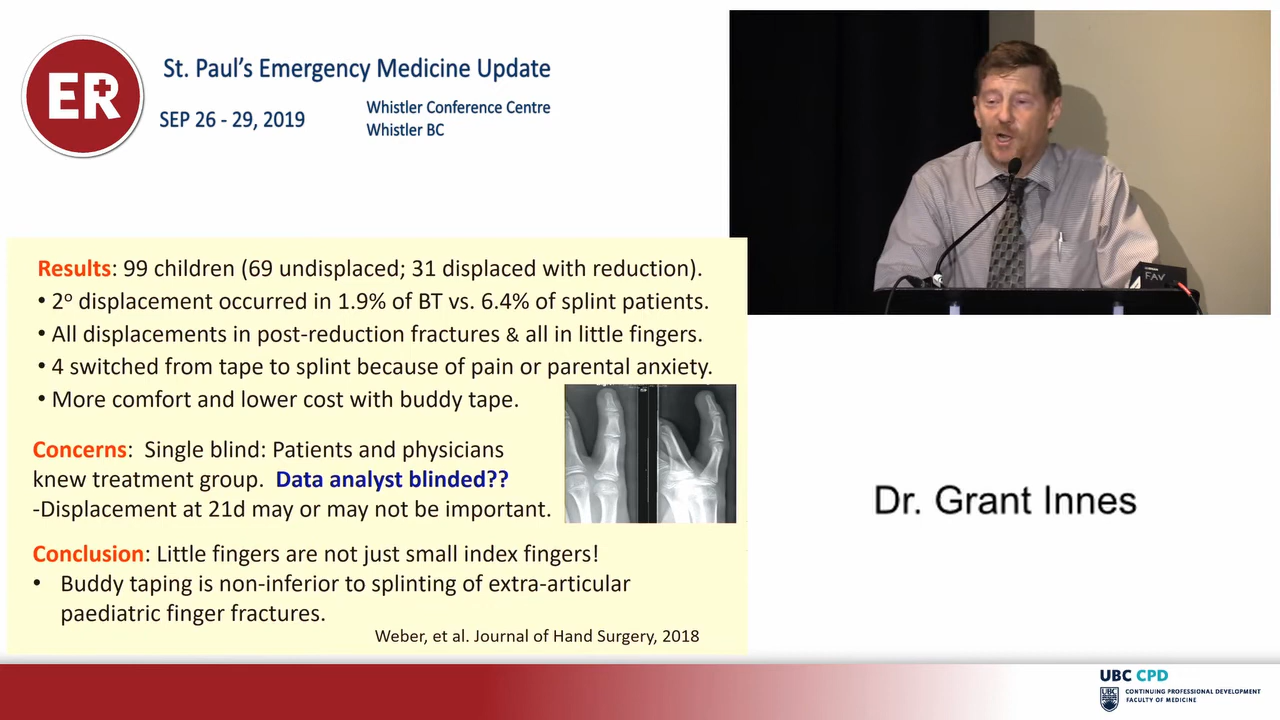 ER
St. Paul's Emergency Medicine Update
SEP 26 - 29, 2019
Whistler Conference Centre
Whistler BC
Results: 99 children (69 undisplaced; 31 displaced with reduction).
• 2º displacement occurred in 1.9% of BT vs. 6.4% of splint patients.
• All displacements in post-reduction fractures & all in little fingers.
• 4 switched from tape to splint because of pain or parental anxiety.
• More comfort and lower cost with buddy tape.
Concerns: Single blind: Patients and physicians
knew treatment group. Data analyst blinded??
-Displacement at 21d may or may not be important.
Conclusion: Little fingers are not just small index fingers!
• Buddy taping is non-inferior to splinting of extra-articular
paediatric finger fractures.
Weber, et al. Journal of Hand Surgery, 2018
FAV
Dr. Grant Innes
UBC CPD
UBC
CONTINUING PROFESSIONAL DEVELOPMENT
FACULTY OF MEDICINE